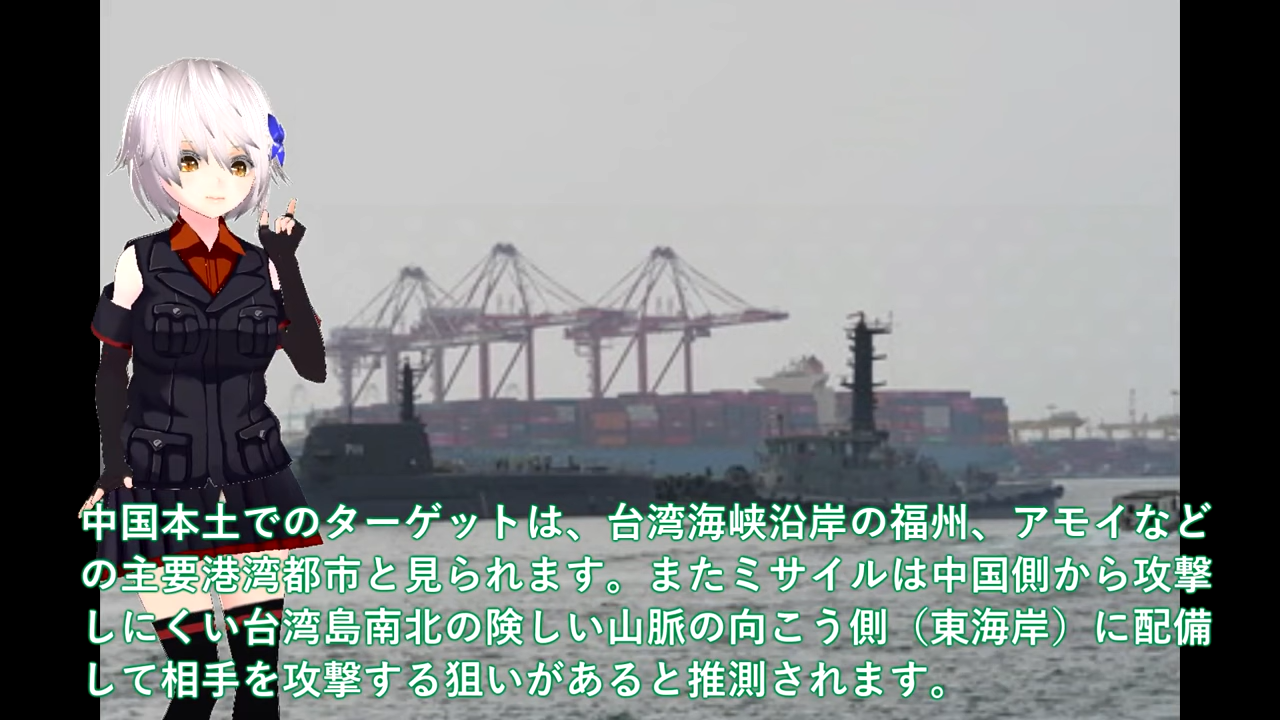 中国本土でのターゲットは、台湾海峡沿岸の福州、アモイなど
の主要港湾都市と見られます。またミサイルは中国側から攻撃
しにくい台湾島南北の険しい山脈の向こう側（東海岸）に配備
して相手を攻撃する狙いがあると推測されます。